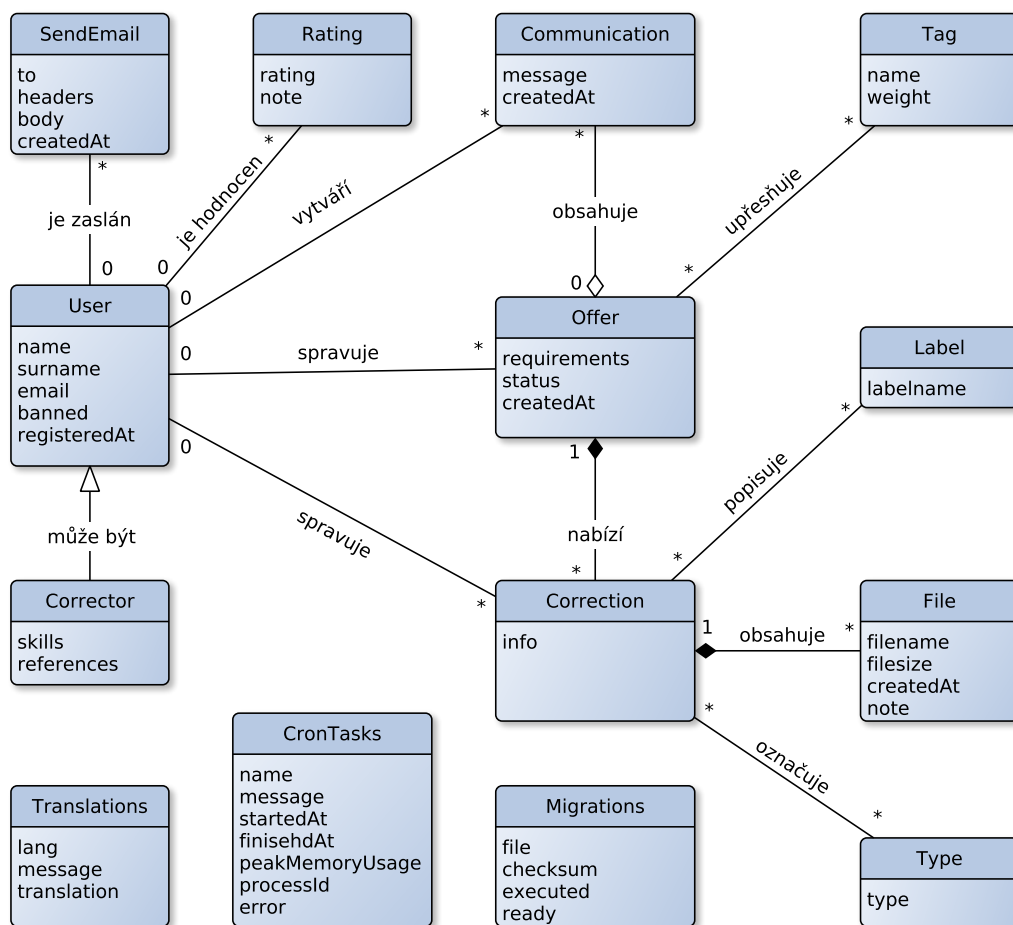 SendEmail
to
headers
body
createdAt
Rating
rating
note
Communication
message
createdAt
Tag
name
weight
*
*
*
*
*
je zaslán
je hodnocen
vytváří
obsahuje
upřesňuje
0
0
0
0
*
User
name
surname
email
banned
registeredAt
0
spravuje
*
Offer
requirements
status
createdAt
Label
labelname
0
1
*
může být
spravuje
nabízí
popisuje
*
*
*
Corrector
skills
references
Correction
info
1
obsahuje
*
File
filename
filesize
createdAt
note
*
označuje
*
CronTasks
name
message
startedAt
finisehdAt
peakMemoryUsage
processId
error
Translations
lang
message
translation
Migrations
file
checksum
executed
ready
Type
type